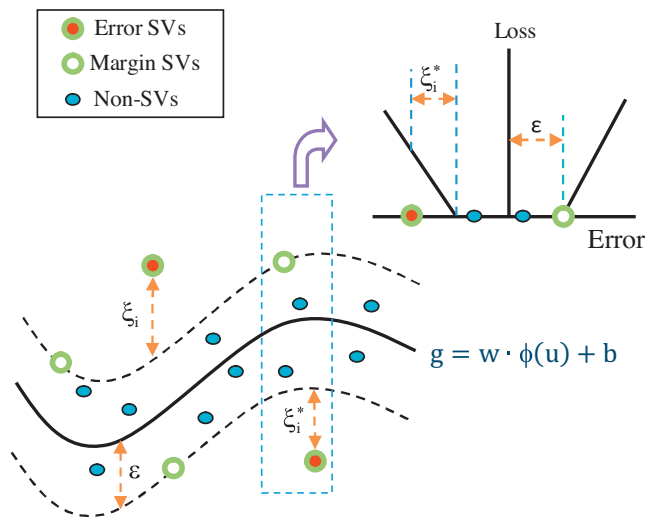 Error SVs
Margin SVs
Non-SVs
Loss
ξᵢ*
ε
Error
ξᵢ
g = w · ϕ(u) + b
ξᵢ*
ε